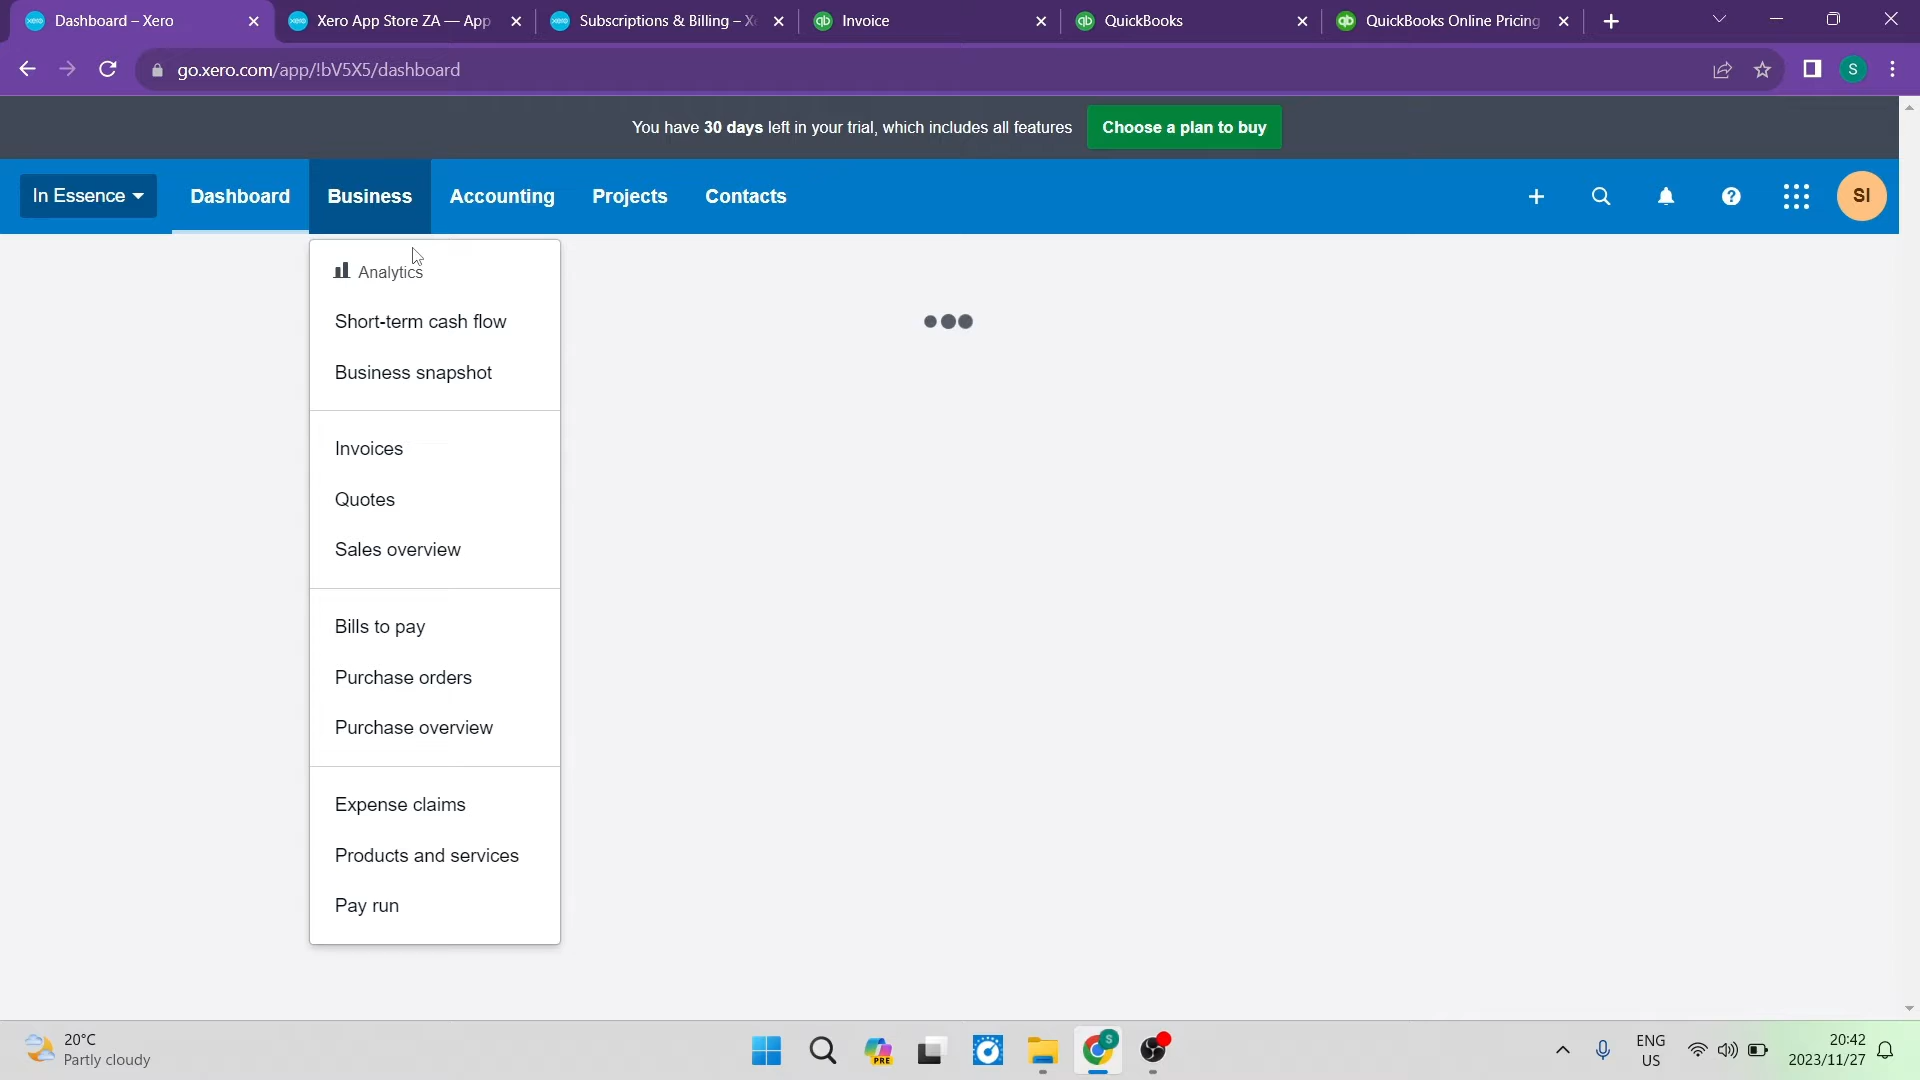 Dashboard – Xero
Xero App Store ZA — App
Subscriptions & Billing – X
Invoice
QuickBooks
QuickBooks Online Pricing
go.xero.com/app/!bV5X5/dashboard
S
You have 30 days left in your trial, which includes all features
Choose a plan to buy
In Essence
Dashboard
Business
Accounting
Projects
Contacts
SI
Analytics
Short-term cash flow
Business snapshot
Invoices
Quotes
Sales overview
Bills to pay
Purchase orders
Purchase overview
Expense claims
Products and services
Pay run
20°C
Partly cloudy
PRE
S
ENG
US
20:42
2023/11/27